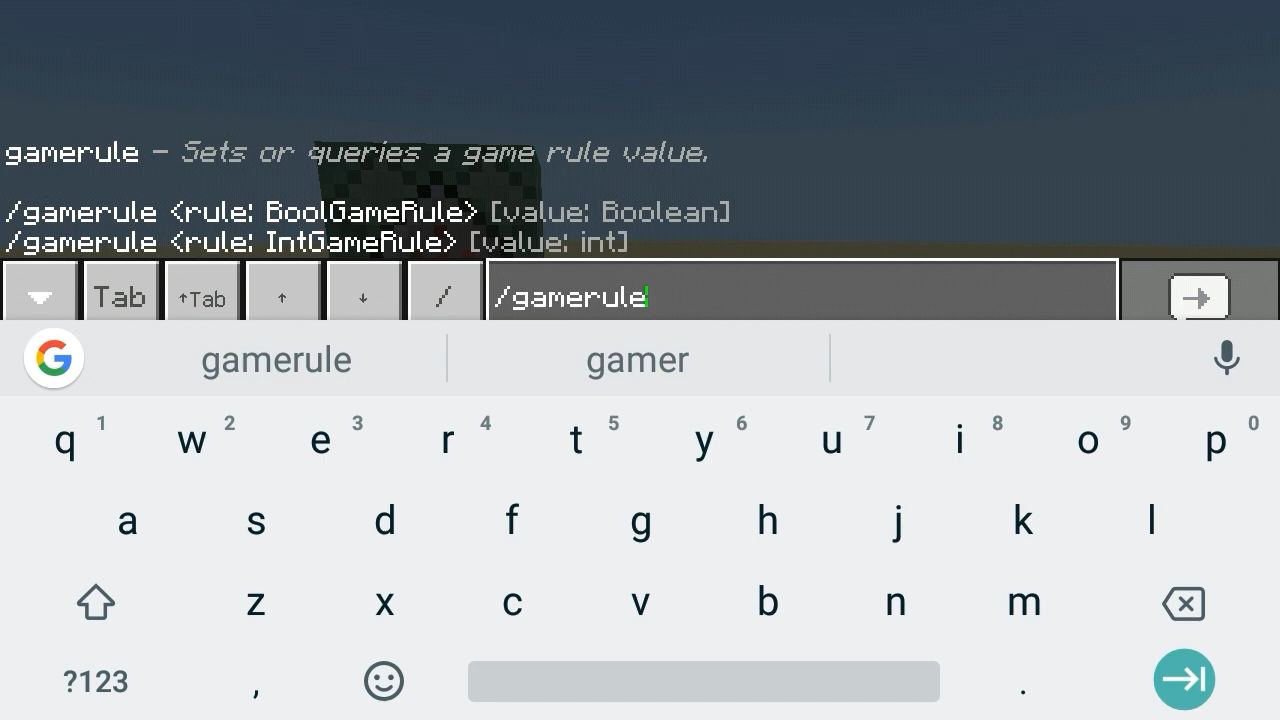 gamerule - Sets or queries a game rule value.
/gamerule <rule: BoolGameRule> [value: Boolean]
/gamerule <rule: IntGameRule> [value: int]
Tab ↑Tab ↑ ↓ / /gamerule
G gamerule gamer
q 1 w 2 e 3 r 4 t 5 y 6 u 7 i 8 o 9 p 0
a s d f g h j k l
z x c v b n m
?123 , .